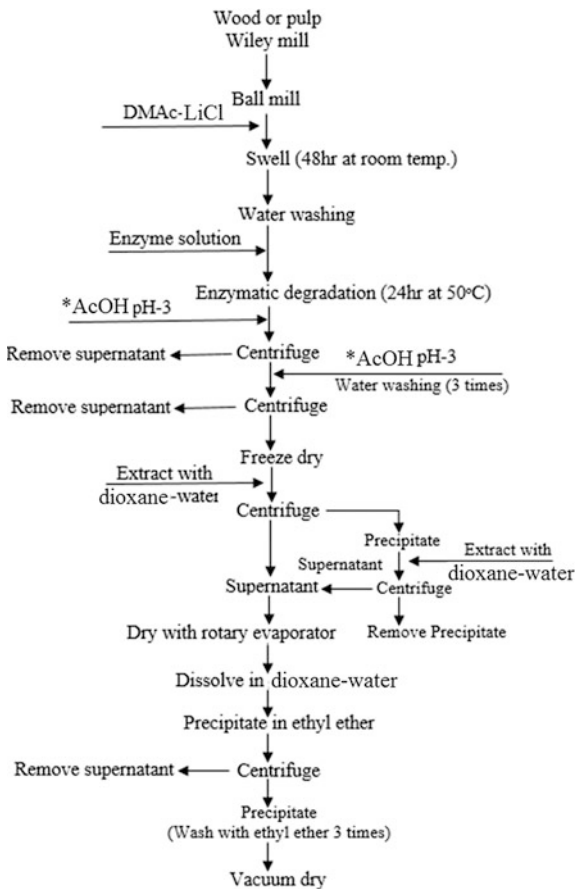 Wood or pulp
Wiley mill
Ball mill
DMAc-LiCl
Swell (48hr at room temp.)
Water washing
Enzyme solution
Enzymatic degradation (24hr at 50°C)
*AcOH pH-3
Remove supernatant
Centrifuge
*AcOH pH-3
Water washing (3 times)
Remove supernatant
Centrifuge
Freeze dry
Extract with
dioxane-water
Centrifuge
Precipitate
Supernatant
Extract with
dioxane-water
Supernatant
Centrifuge
Dry with rotary evaporator
Remove Precipitate
Dissolve in dioxane-water
Precipitate in ethyl ether
Remove supernatant
Centrifuge
Precipitate
(Wash with ethyl ether 3 times)
Vacuum dry